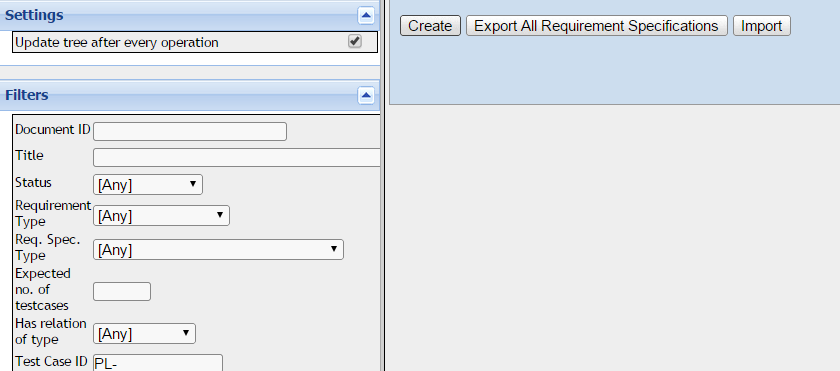 Settings
Update tree after every operation
Filters
Document ID
Title
Status [Any]
Requirement
Type [Any]
Req. Spec.
Type [Any]
Expected
no. of
testcases
Has relation
of type [Any]
Test Case ID PL-
Create Export All Requirement Specifications Import